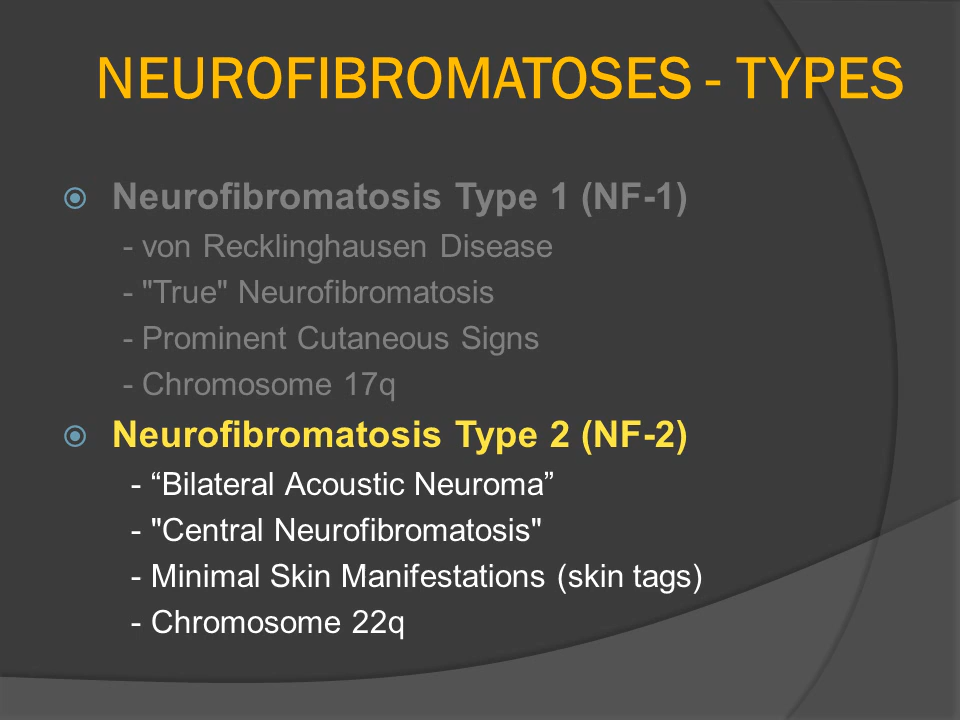 NEUROFIBROMATOSES - TYPES
Neurofibromatosis Type 1 (NF-1)
- von Recklinghausen Disease
- "True" Neurofibromatosis
- Prominent Cutaneous Signs
- Chromosome 17q
Neurofibromatosis Type 2 (NF-2)
- “Bilateral Acoustic Neuroma”
- "Central Neurofibromatosis"
- Minimal Skin Manifestations (skin tags)
- Chromosome 22q